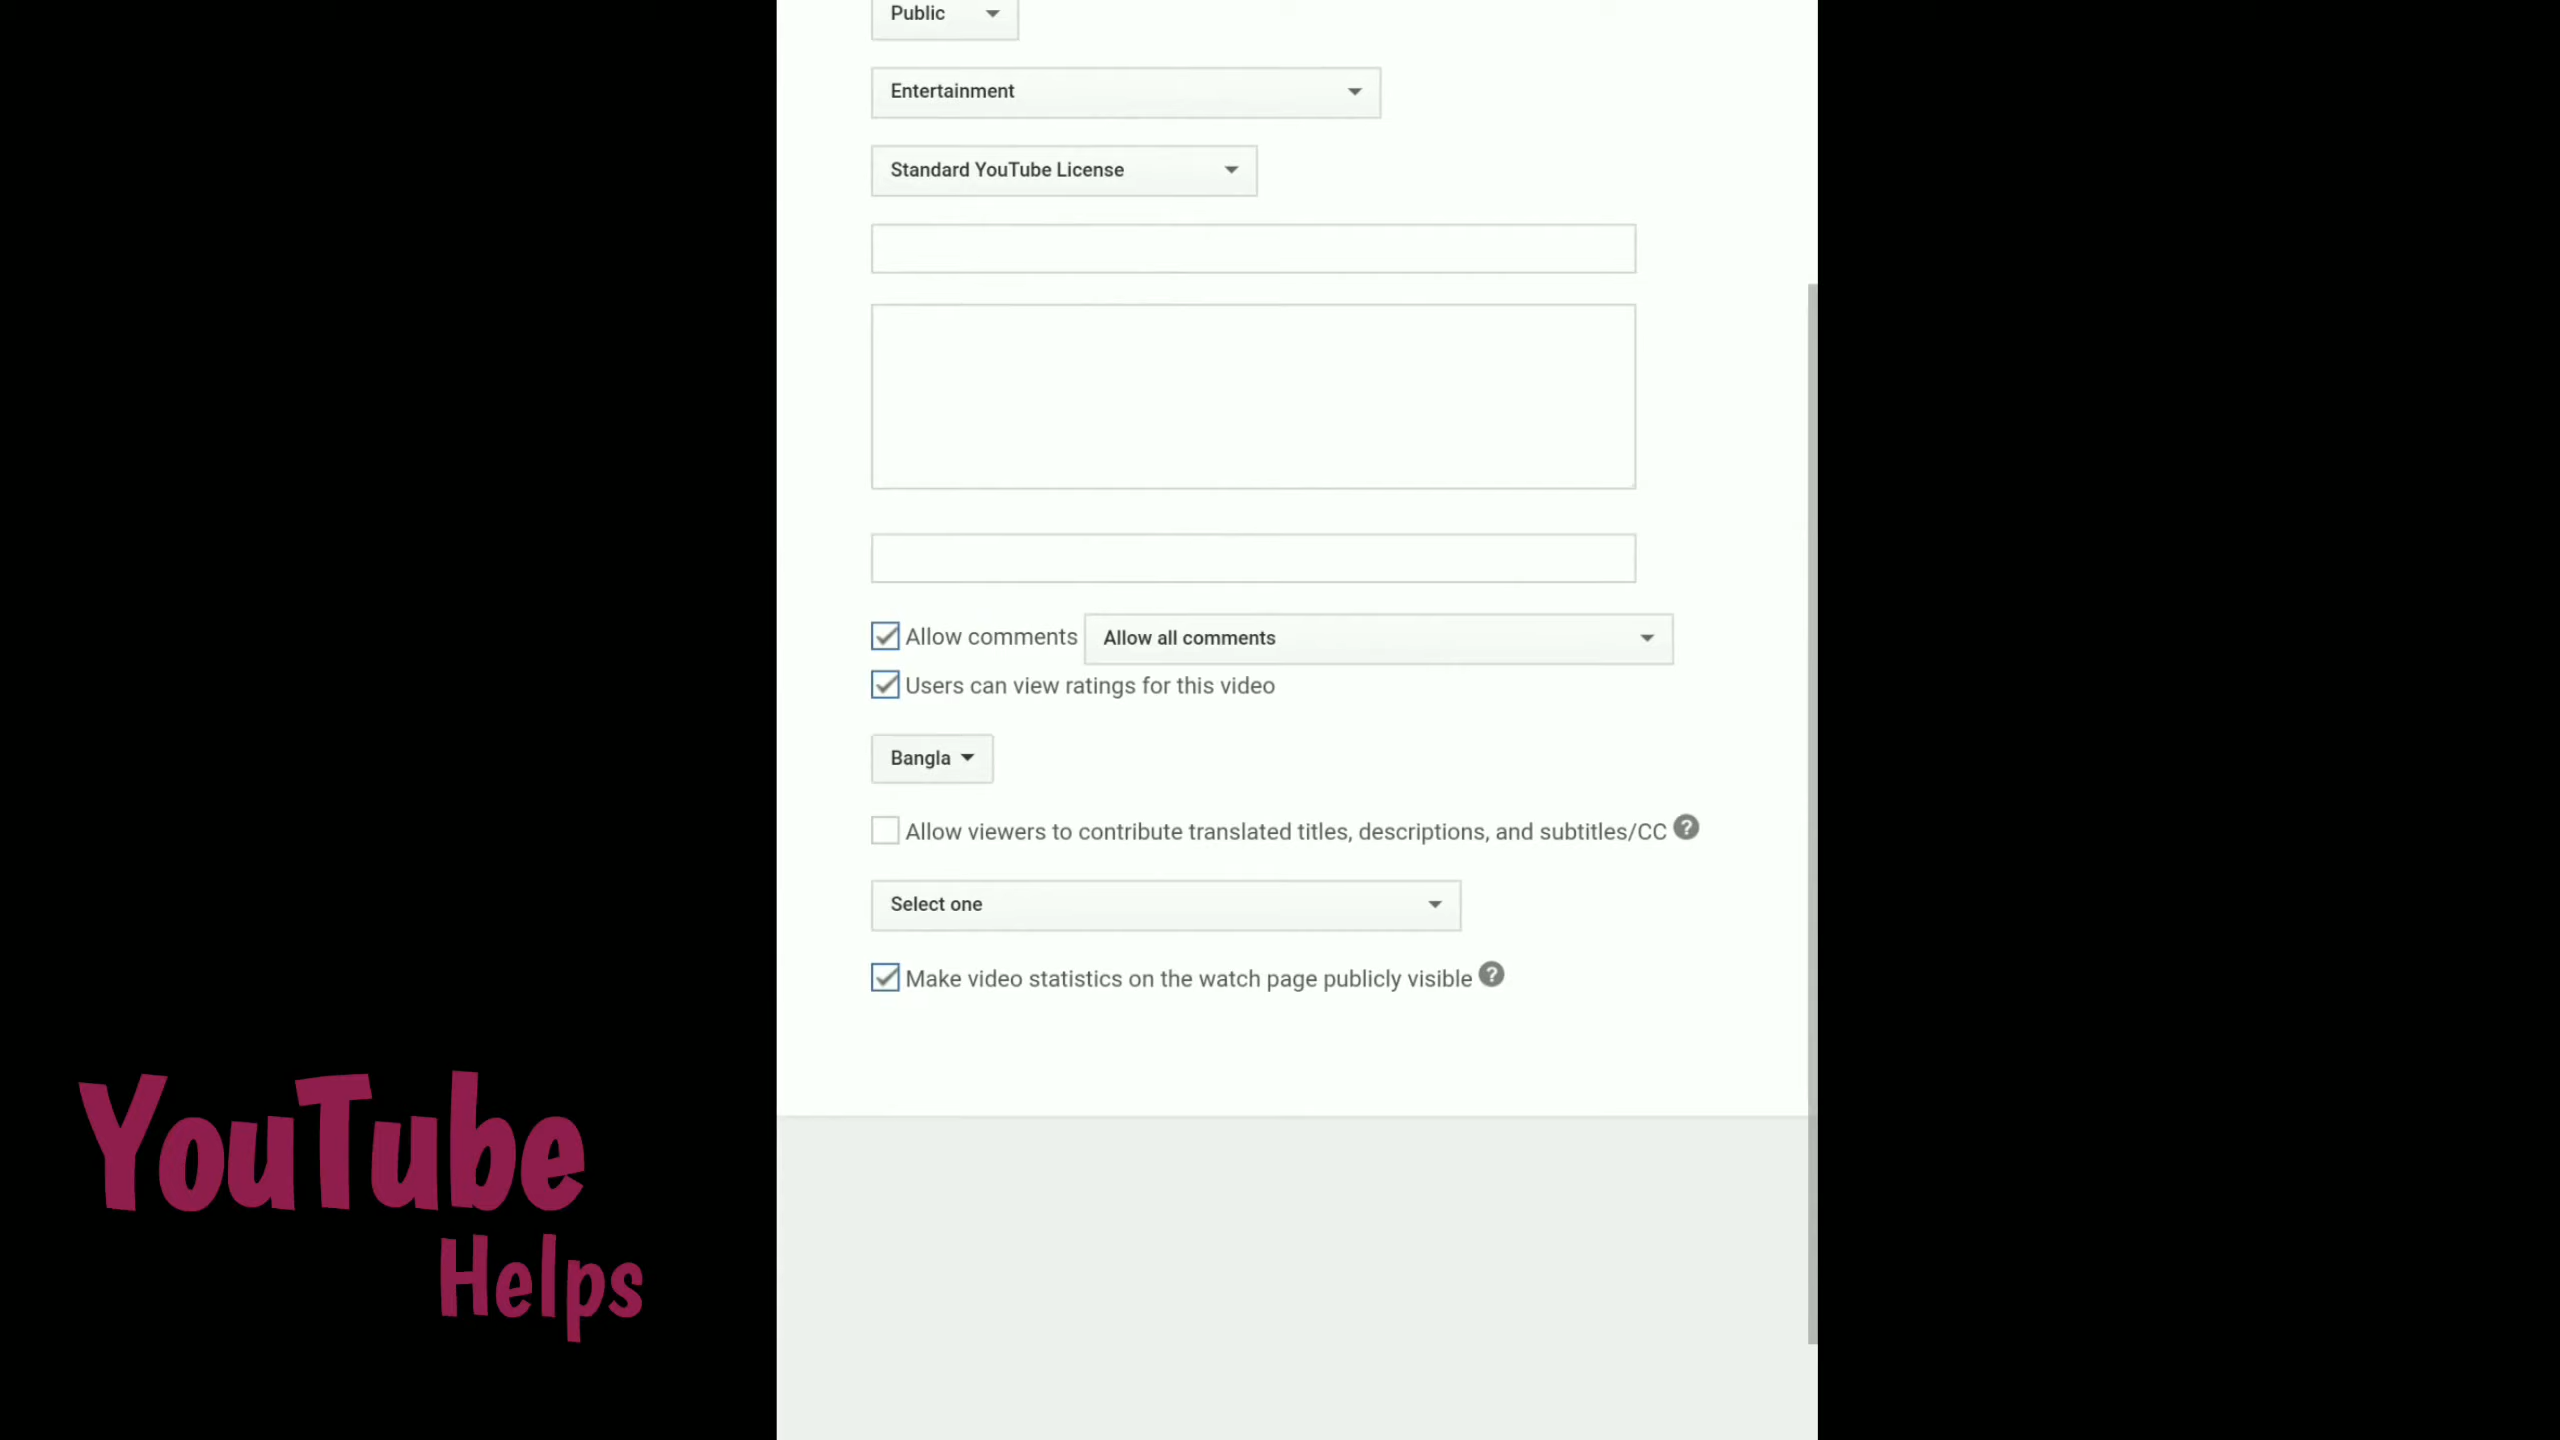 Public
Entertainment
Standard YouTube License
Allow comments Allow all comments
Users can view ratings for this video
Bangla
Allow viewers to contribute translated titles, descriptions, and subtitles/CC ?
Select one
Make video statistics on the watch page publicly visible ?
YouTube
Helps